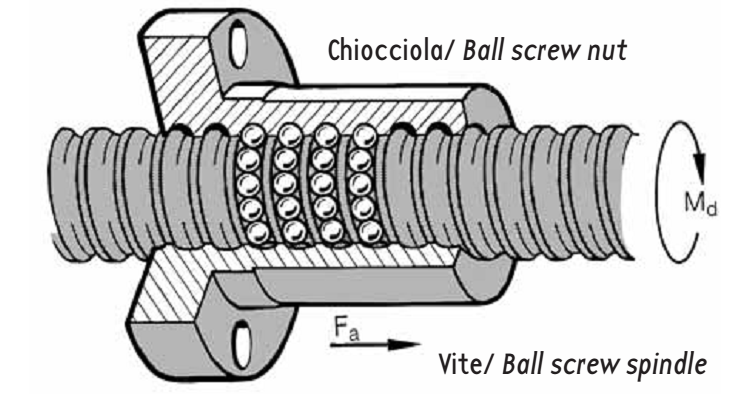 Chiocciola/ Ball screw nut
Md
Fa
Vite/ Ball screw spindle